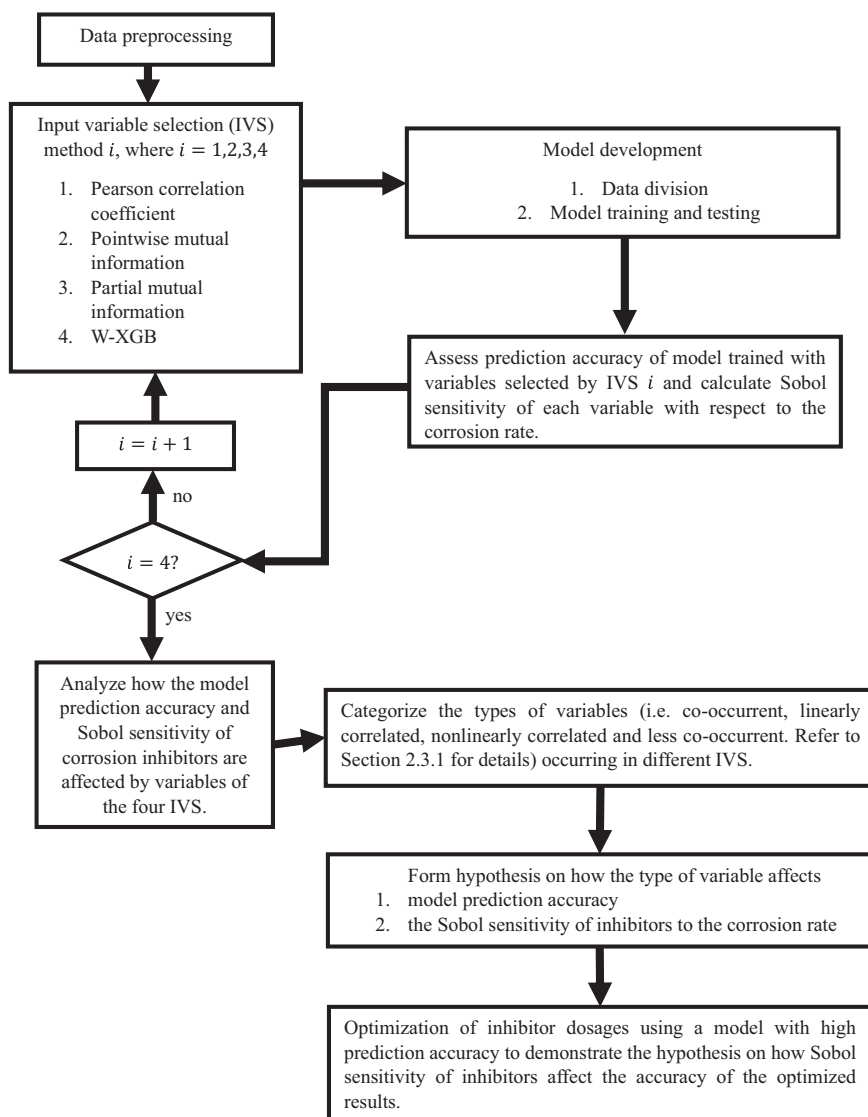 Data preprocessing
Input variable selection (IVS)
method i, where i = 1,2,3,4
1. Pearson correlation
coefficient
2. Pointwise mutual
information
3. Partial mutual
information
4. W-XGB
Model development
1. Data division
2. Model training and testing
Assess prediction accuracy of model trained with
variables selected by IVS i and calculate Sobol
sensitivity of each variable with respect to the
corrosion rate.
i = i + 1
no
i = 4?
yes
Analyze how the model
prediction accuracy and
Sobol sensitivity of
corrosion inhibitors are
affected by variables of
the four IVS.
Categorize the types of variables (i.e. co-occurrent, linearly
correlated, nonlinearly correlated and less co-occurrent. Refer to
Section 2.3.1 for details) occurring in different IVS.
Form hypothesis on how the type of variable affects
1. model prediction accuracy
2. the Sobol sensitivity of inhibitors to the corrosion rate
Optimization of inhibitor dosages using a model with high
prediction accuracy to demonstrate the hypothesis on how Sobol
sensitivity of inhibitors affect the accuracy of the optimized
results.